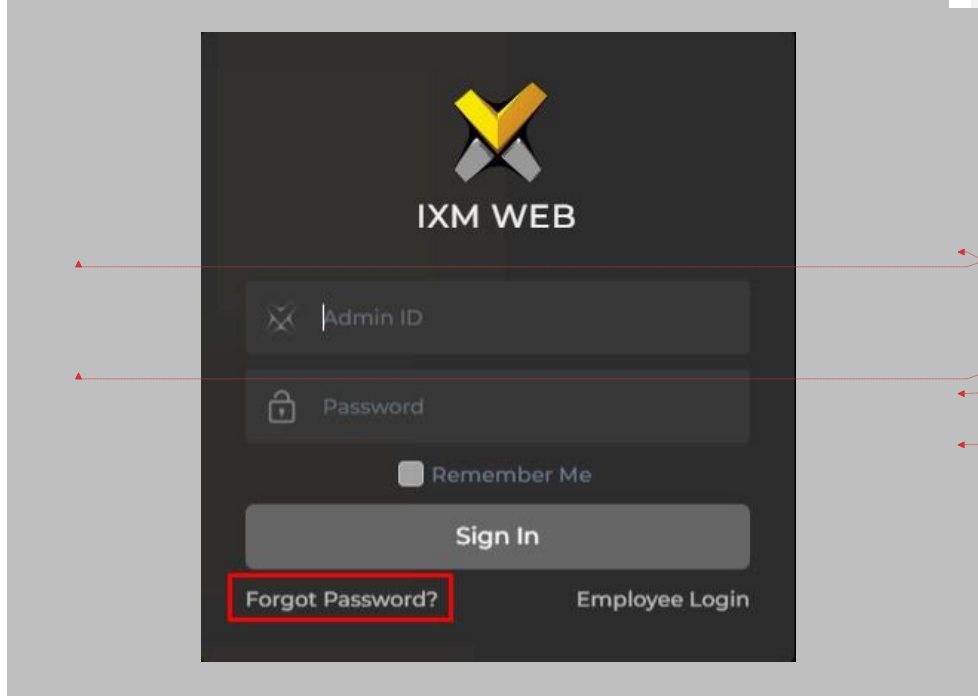 IXM WEB
Admin ID
Password
Remember Me
Sign In
Forgot Password? Employee Login